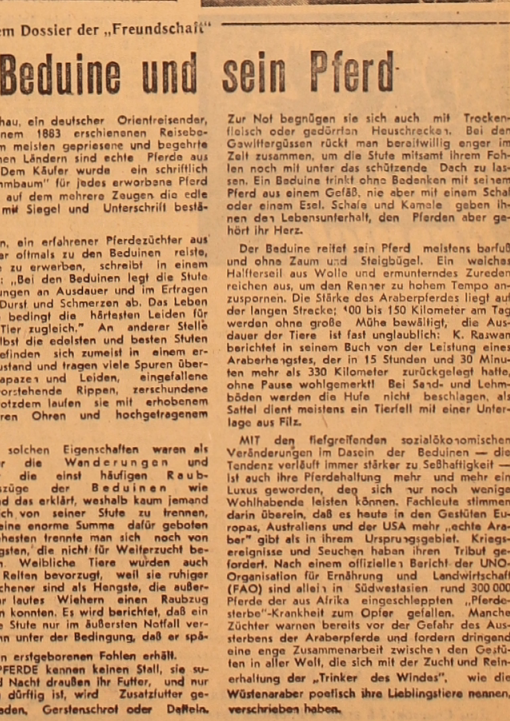 em Dossier der „Freundschaft"
Beduine und sein Pferd
hau, ein deutscher Orientreisender,
inem 1883 erschienenen Reisebe-
m meisten gepriesene und begehrte
nen Ländern sind echte Pferde aus
Dem Käufer wurde ein schriftlich
mmbaum" für jedes erworbene Pferd
auf dem mehrere Zeugen die edle
mit Siegel und Unterschrift bestä-
n, ein erfahrener Pferdezüchter aus
er oftmals zu den Beduinen reiste,
zu erwerben, schreibt in einem
: „Bei den Beduinen legt die Stute
ungen an Ausdauer und im Ertragen
Durst und Schmerzen ab. Das Leben
bedingt die härtesten Leiden für
Tier zugleich." An anderer Stelle
lbst die edelsten und besten Stuten
efinden sich zumeist in einem er-
ustand und tragen viele Spuren über-
apazen und Leiden, eingefallene
vorstehende Rippen, zerschundene
otzdem laufen sie mit erhobenem
eren Ohren und hochgetragenem
solchen Eigenschaften waren als
er die Wanderungen und
die einst häufigen Raub-
züge der Beduinen wie
nd das erklärt, weshalb kaum jemand
ch von seiner Stute zu trennen,
eine enorme Summe dafür geboten
ehesten trennte man sich noch von
gsten, die nicht für Weiterzucht be-
Weibliche Tiere wurden auch
Reiten bevorzugt, weil sie ruhiger
chener sind als Hengste, die außer-
r lautes Wiehern einen Raubzug
n konnten. Es wird berichtet, daß ein
e Stute nur im äußersten Notfall ver-
nn unter der Bedingung, daß er spä-
n erstgeborenen Fohlen erhält.
PFERDE kennen keinen Stall, sie su-
d Nacht draußen ihr Futter, und nur
dürftig ist, wird Zusatzfutter ge-
aden, Gerstenschrot oder Datteln.
Zur Not begnügen sie sich auch mit Trocken-
fleisch oder gedörrten Heuschrecken. Bei den
Gewittergüssen rückt man bereitwillig enger im
Zelt zusammen, um die Stute mitsamt ihrem Foh-
len noch mit unter das schützende Dach zu las-
sen. Ein Beduine trinkt ohne Bedenken mit seinem
Pferd aus einem Gefäß, nie aber mit einem Schaf
oder einem Esel. Schafe und Kamele geben ih-
nen den Lebensunterhalt, den Pferden aber ge-
hört ihr Herz.
Der Beduine reitet sein Pferd meistens barfuß
und ohne Zaum und Steigbügel. Ein weiches
Halfterseil aus Wolle und ermunterndes Zureden
reichen aus, um den Renner zu hohem Tempo an-
zuspornen. Die Stärke des Araberpferdes liegt auf
der langen Strecke; 100 bis 150 Kilometer am Tag
werden ohne große Mühe bewältigt, die Aus-
dauer der Tiere ist fast unglaublich: K. Raswan
berichtet in seinem Buch von der Leistung eines
Araberhengstes, der in 15 Stunden und 30 Minu-
ten mehr als 330 Kilometer zurückgelegt hatte,
ohne Pause wohlgemerkt! Bei Sand- und Lehm-
böden werden die Hufe nicht beschlagen, als
Sattel dient meistens ein Tierfell mit einer Unter-
lage aus Filz.
MIT den tiefgreifenden sozialökonomischen
Veränderungen im Dasein der Beduinen — die
Tendenz verläuft immer stärker zu Seßhaftigkeit —
ist auch ihre Pferdehaltung mehr und mehr ein
Luxus geworden, den sich nur noch wenige
Wohlhabende leisten können. Fachleute stimmen
darin überein, daß es heute in den Gestüten Eu-
ropas, Australiens und der USA mehr „echte Ara-
ber" gibt als in ihrem Ursprungsgebiet. Kriegs-
ereignisse und Seuchen haben ihren Tribut ge-
fordert. Nach einem offiziellen Bericht der UNO-
Organisation für Ernährung und Landwirtschaft
(FAO) sind allein in Südwestasien rund 300 000
Pferde der aus Afrika eingeschleppten „Pferde-
sterbe" zum Opfer gefallen. Manche
Züchter warnen bereits vor der Gefahr des Aus-
sterbens der Araberpferde und fordern dringend
eine enge Zusammenarbeit zwischen den Gestü-
ten in aller Welt, die sich mit der Zucht und Rein-
erhaltung der „Trinker des Windes", wie die
Wüstenaraber poetisch ihre Lieblingstiere nennen,
verschrieben haben.